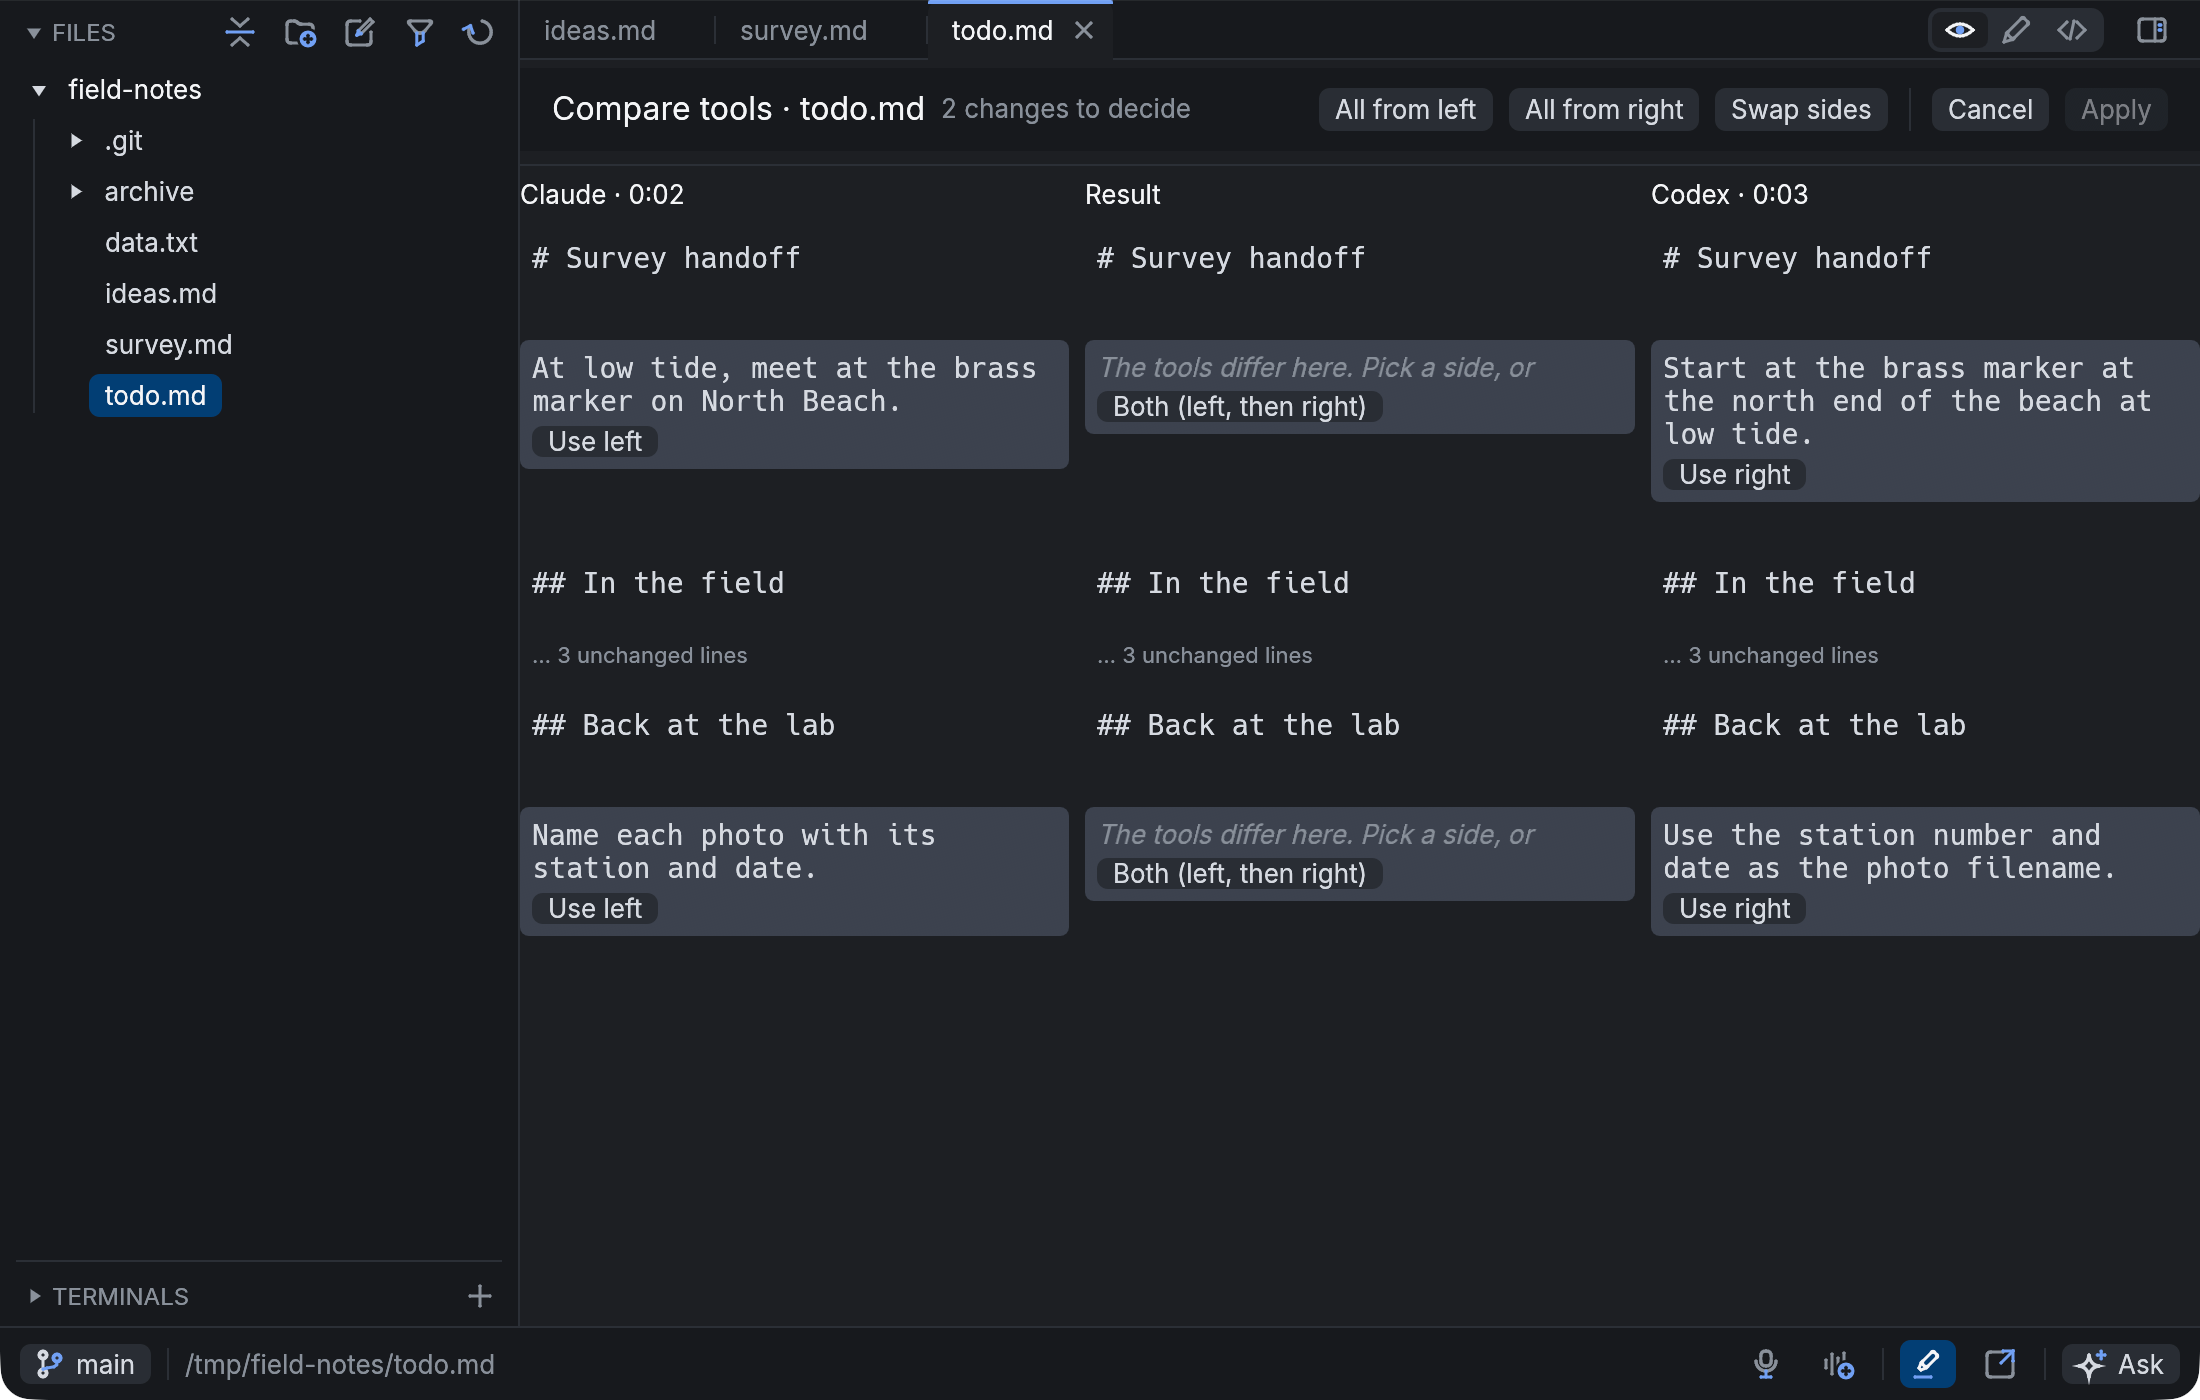 FILES
field-notes
.git
archive
data.txt
ideas.md
survey.md
todo.md
TERMINALS
ideas.md
survey.md
todo.md
Compare tools · todo.md 2 changes to decide
All from left
All from right
Swap sides
Cancel
Apply
Claude · 0:02
Result
Codex · 0:03
# Survey handoff
# Survey handoff
# Survey handoff
At low tide, meet at the brass
marker on North Beach.
Use left
The tools differ here. Pick a side, or
Both (left, then right)
Start at the brass marker at
the north end of the beach at
low tide.
Use right
## In the field
## In the field
## In the field
... 3 unchanged lines
... 3 unchanged lines
... 3 unchanged lines
## Back at the lab
## Back at the lab
## Back at the lab
Name each photo with its
station and date.
Use left
The tools differ here. Pick a side, or
Both (left, then right)
Use the station number and
date as the photo filename.
Use right
main
/tmp/field-notes/todo.md
Ask